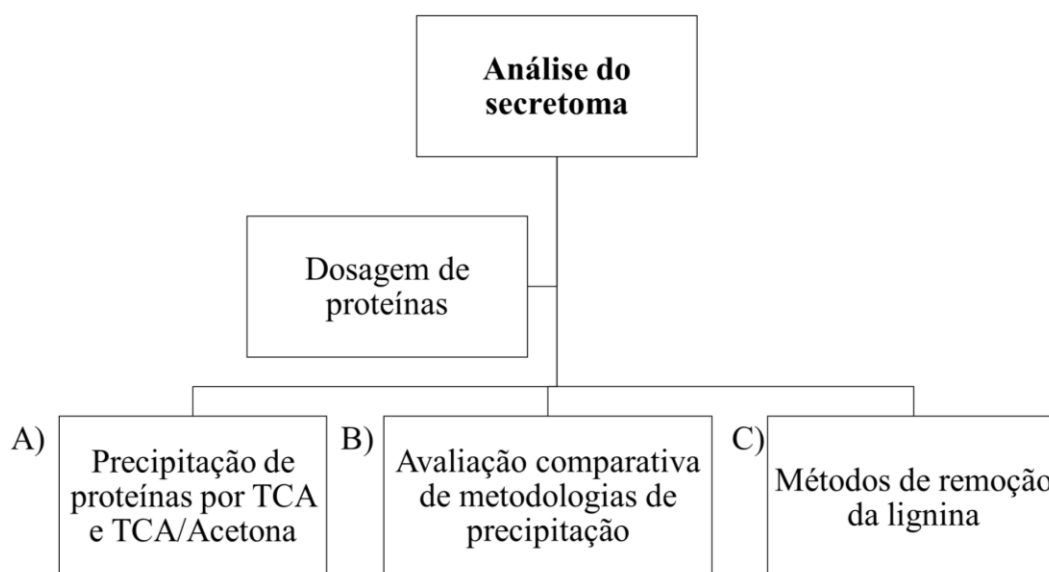 Análise do
secretoma
Dosagem de
proteínas
A)
Precipitação de
proteínas por TCA
e TCA/Acetona
B)
Avaliação comparativa
de metodologias de
precipitação
C)
Métodos de remoção
da lignina